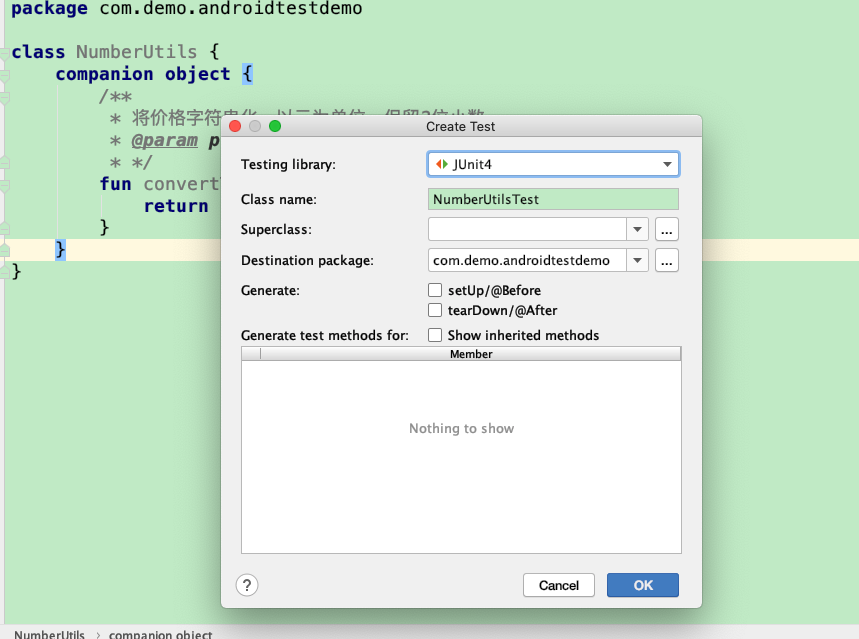 package com.demo.androidtestdemo
class NumberUtils {
companion object {
/**
* 将价格字符串化，以元为单位，保留2位小数
Create Test
* @param p
* */
fun convert
return
}
}
}
Testing library:
JUnit4
Class name:
NumberUtilsTest
Superclass:
...
Destination package:
com.demo.androidtestdemo
...
Generate:
setUp/@Before
tearDown/@After
Generate test methods for:
Show inherited methods
Member
Nothing to show
?
Cancel
OK
NumberUtils › companion object